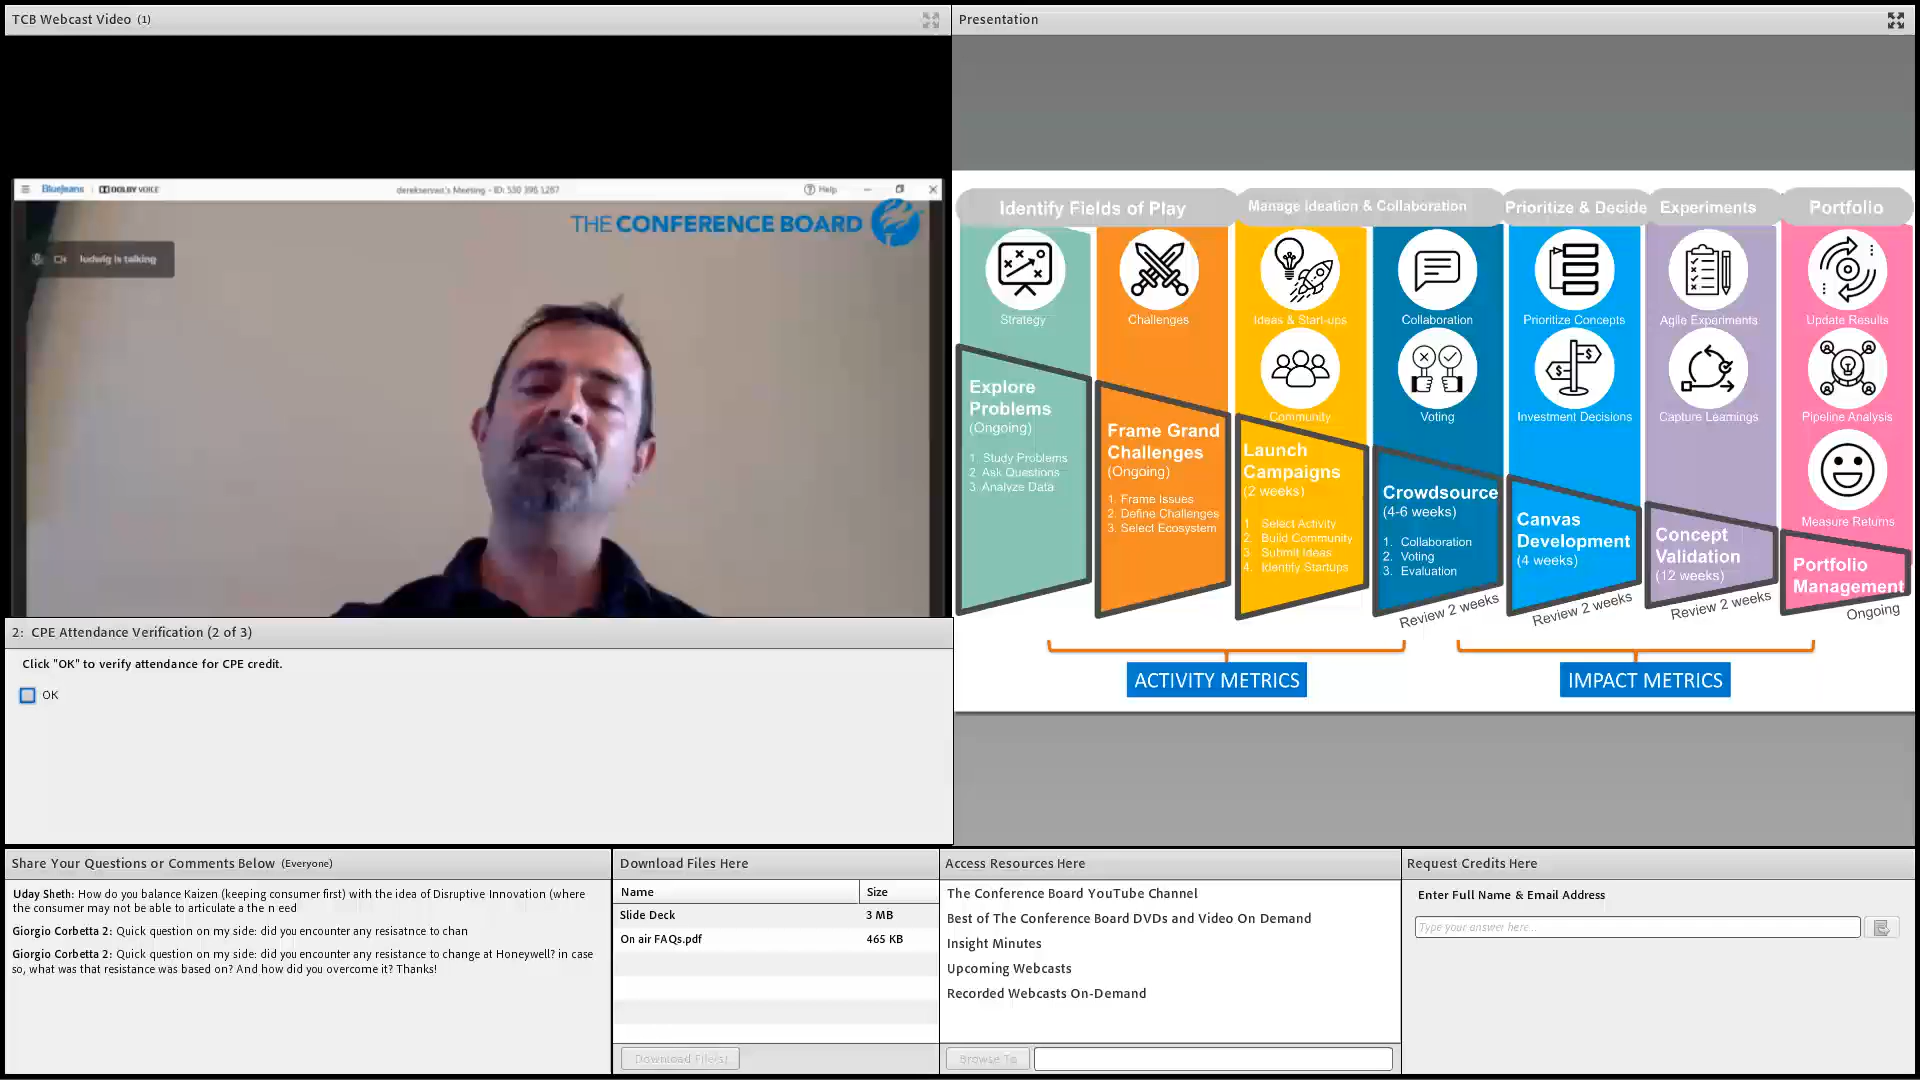 TCB Webcast Video (1)
BlueJeans | DOLBY VOICE
derekservan's Meeting - ID: 530 396 1287
Help
THE CONFERENCE BOARD
ludwig is talking
2: CPE Attendance Verification (2 of 3)
Click "OK" to verify attendance for CPE credit.
OK
Presentation
Identify Fields of Play
Manage Ideation & Collaboration
Prioritize & Decide
Experiments
Portfolio
Strategy
Challenges
Ideas & Start-ups
Collaboration
Prioritize Concepts
Agile Experiments
Update Results
Community
Voting
Investment Decisions
Capture Learnings
Pipeline Analysis
Measure Returns
Explore
Problems
(Ongoing)
1. Study Problems
2. Ask Questions
3. Analyze Data
Frame Grand
Challenges
(Ongoing)
1. Frame Issues
2. Define Challenges
3. Select Ecosystem
Launch
Campaigns
(2 weeks)
1. Select Activity
2. Build Community
3. Submit Ideas
4. Identify Startups
Crowdsource
(4-6 weeks)
1. Collaboration
2. Voting
3. Evaluation
Review 2 weeks
Canvas
Development
(4 weeks)
Review 2 weeks
Concept
Validation
(12 weeks)
Review 2 weeks
Portfolio
Management
Ongoing
ACTIVITY METRICS
IMPACT METRICS
Share Your Questions or Comments Below (Everyone)
Uday Sheth: How do you balance Kaizen (keeping consumer first) with the idea of Disruptive Innovation (where
the consumer may not be able to articulate a the n eed
Giorgio Corbetta 2: Quick question on my side: did you encounter any resisatnce to chan
Giorgio Corbetta 2: Quick question on my side: did you encounter any resistance to change at Honeywell? in case
so, what was that resistance was based on? And how did you overcome it? Thanks!
Download Files Here
Name Size
Slide Deck 3 MB
On air FAQs.pdf 465 KB
Download File(s)
Access Resources Here
The Conference Board YouTube Channel
Best of The Conference Board DVDs and Video On Demand
Insight Minutes
Upcoming Webcasts
Recorded Webcasts On-Demand
Browse To
Request Credits Here
Enter Full Name & Email Address
Type your answer here...